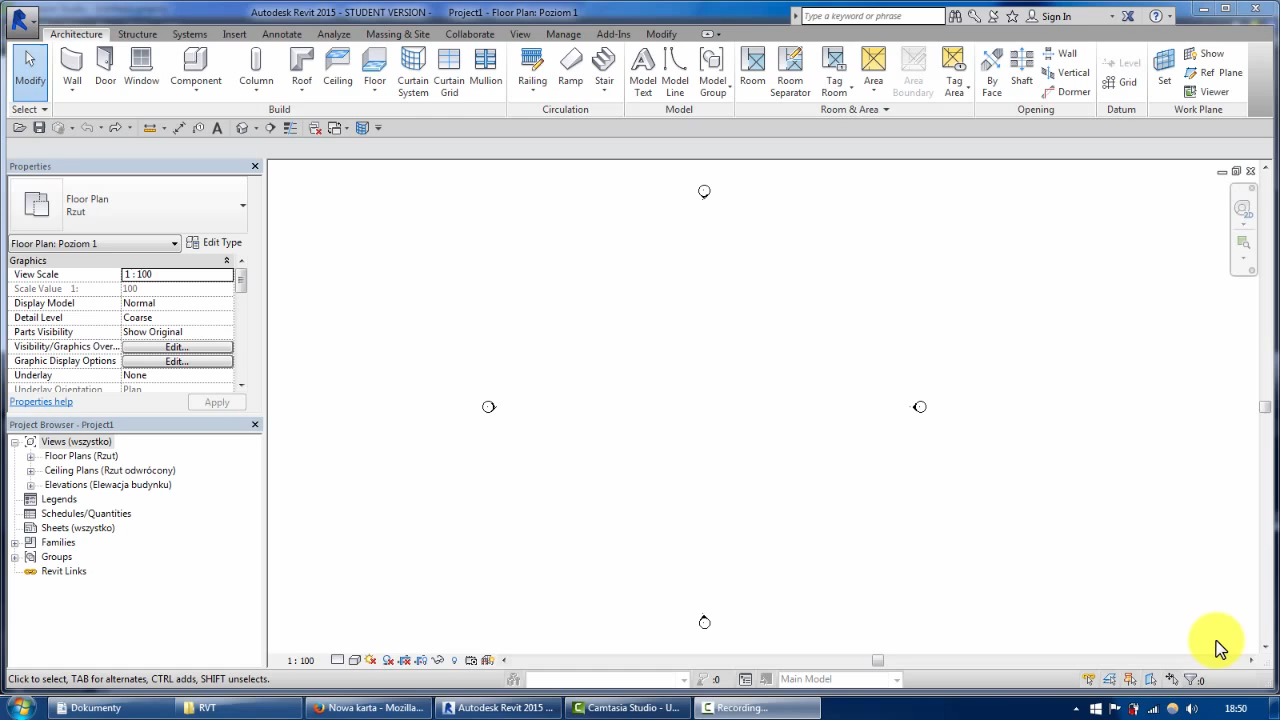 Autodesk Revit 2015 - STUDENT VERSION - Project1 - Floor Plan: Poziom 1
Type a keyword or phrase
Sign In
Architecture Structure Systems Insert Annotate Analyze Massing & Site Collaborate View Manage Add-Ins Modify
Modify
Wall
Door
Window
Component
Column
Roof
Ceiling
Floor
Curtain System
Curtain Grid
Mullion
Railing
Ramp
Stair
Model Text
Model Line
Model Group
Room
Room Separator
Tag Room
Area
Area Boundary
Tag Area
By Face
Shaft
Wall
Vertical
Dormer
Level
Grid
Set
Show
Ref Plane
Viewer
Select
Build
Circulation
Model
Room & Area
Opening
Datum
Work Plane
Properties
Floor Plan
Rzut
Floor Plan: Poziom 1
Edit Type
Graphics
View Scale 1 : 100
Scale Value 1: 100
Display Model Normal
Detail Level Coarse
Parts Visibility Show Original
Visibility/Graphics Over... Edit...
Graphic Display Options Edit...
Underlay None
Underlay Orientation Plan
Properties help
Apply
Project Browser - Project1
Views (wszystko)
Floor Plans (Rzut)
Ceiling Plans (Rzut odwrócony)
Elevations (Elewacja budynku)
Legends
Schedules/Quantities
Sheets (wszystko)
Families
Groups
Revit Links
2D
1 : 100
Click to select, TAB for alternates, CTRL adds, SHIFT unselects.
:0
Main Model
:0
Dokumenty
RVT
Nowa karta - Mozilla...
Autodesk Revit 2015 ...
Camtasia Studio - U...
Recording...
18:50